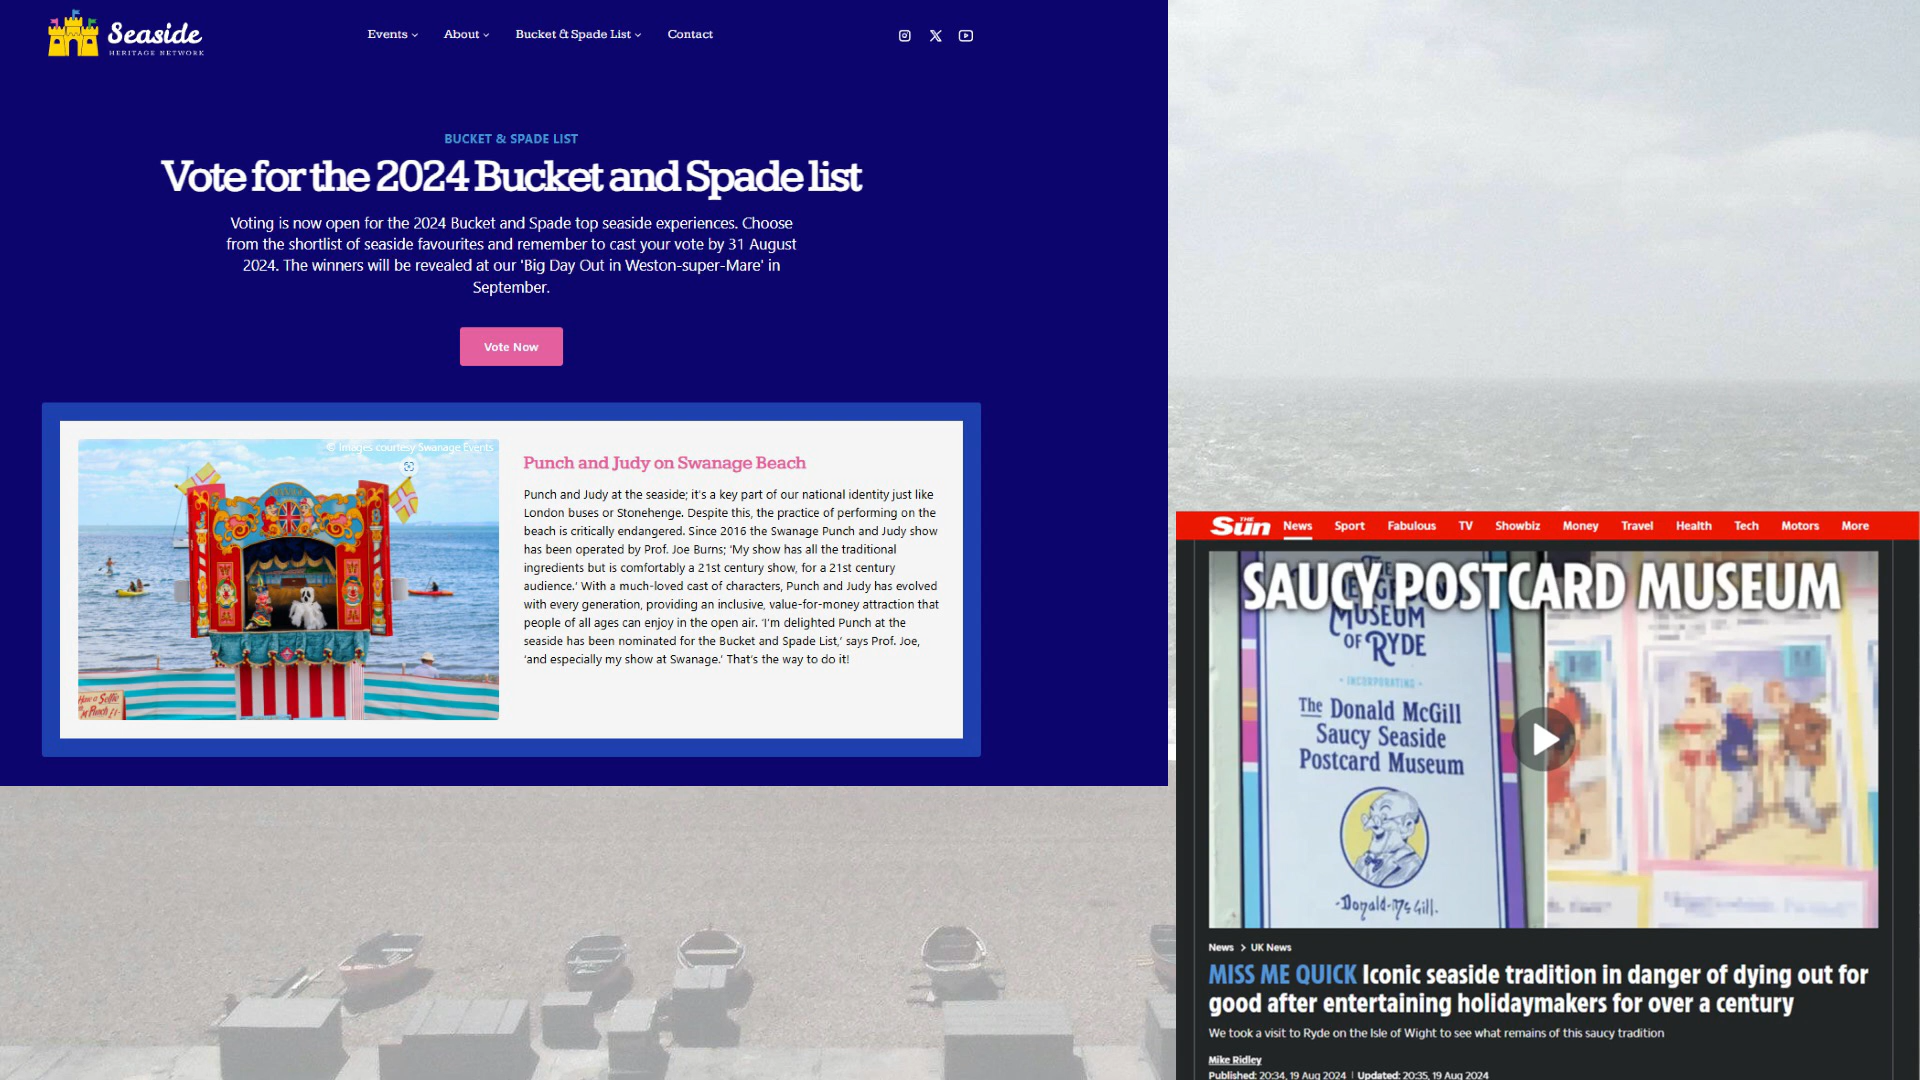 Seaside
HERITAGE NETWORK
Events
About
Bucket & Spade List
Contact
BUCKET & SPADE LIST
Vote for the 2024 Bucket and Spade list
Voting is now open for the 2024 Bucket and Spade top seaside experiences. Choose
from the shortlist of seaside favourites and remember to cast your vote by 31 August
2024. The winners will be revealed at our 'Big Day Out in Weston-super-Mare' in
September.
Vote Now
© Images courtesy Swanage Events
Have a Selfie
Mr Punch £1-
Punch and Judy on Swanage Beach
Punch and Judy at the seaside; it's a key part of our national identity just like
London buses or Stonehenge. Despite this, the practice of performing on the
beach is critically endangered. Since 2016 the Swanage Punch and Judy show
has been operated by Prof. Joe Burns; 'My show has all the traditional
ingredients but is comfortably a 21st century show, for a 21st century
audience.' With a much-loved cast of characters, Punch and Judy has evolved
with every generation, providing an inclusive, value-for-money attraction that
people of all ages can enjoy in the open air. 'I'm delighted Punch at the
seaside has been nominated for the Bucket and Spade List,' says Prof. Joe,
'and especially my show at Swanage.' That's the way to do it!
THE Sun
News
Sport
Fabulous
TV
Showbiz
Money
Travel
Health
Tech
Motors
More
SAUCY POSTCARD MUSEUM
MUSEUM
OF RYDE
- INCORPORATING -
The Donald McGill
Saucy Seaside
Postcard Museum
-Donald McGill.
News > UK News
MISS ME QUICK Iconic seaside tradition in danger of dying out for
good after entertaining holidaymakers for over a century
We took a visit to Ryde on the Isle of Wight to see what remains of this saucy tradition
Mike Ridley
Published: 20:34, 19 Aug 2024 | Updated: 20:35, 19 Aug 2024